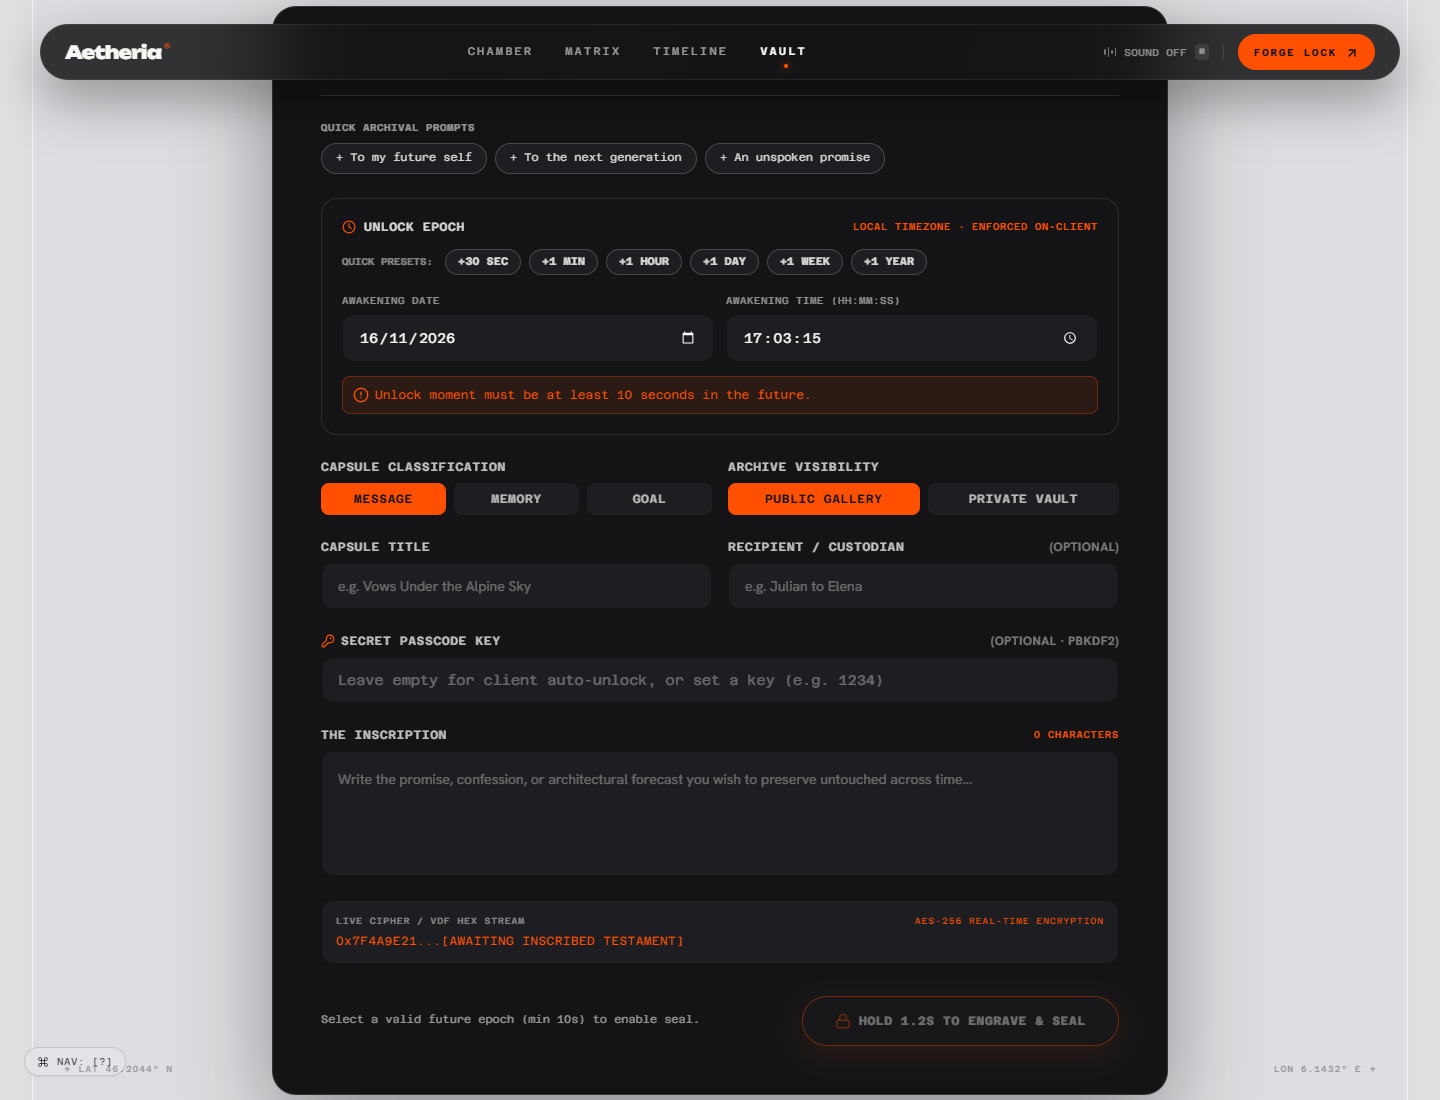 Aetheria®
CHAMBER MATRIX TIMELINE VAULT
SOUND OFF M
FORGE LOCK
QUICK ARCHIVAL PROMPTS
+ To my future self
+ To the next generation
+ An unspoken promise
UNLOCK EPOCH
LOCAL TIMEZONE · ENFORCED ON-CLIENT
QUICK PRESETS: +30 SEC +1 MIN +1 HOUR +1 DAY +1 WEEK +1 YEAR
AWAKENING DATE
AWAKENING TIME (HH:MM:SS)
16/11/2026
17:03:15
Unlock moment must be at least 10 seconds in the future.
CAPSULE CLASSIFICATION
ARCHIVE VISIBILITY
MESSAGE MEMORY GOAL
PUBLIC GALLERY PRIVATE VAULT
CAPSULE TITLE
RECIPIENT / CUSTODIAN (OPTIONAL)
e.g. Vows Under the Alpine Sky
e.g. Julian to Elena
SECRET PASSCODE KEY (OPTIONAL · PBKDF2)
Leave empty for client auto-unlock, or set a key (e.g. 1234)
THE INSCRIPTION
0 CHARACTERS
Write the promise, confession, or architectural forecast you wish to preserve untouched across time...
LIVE CIPHER / VDF HEX STREAM
AES-256 REAL-TIME ENCRYPTION
0x7F4A9E21...[AWAITING INSCRIBED TESTAMENT]
Select a valid future epoch (min 10s) to enable seal.
HOLD 1.2S TO ENGRAVE & SEAL
⌘ NAV: [?]
+ LAT 46.2044° N
LON 6.1432° E +